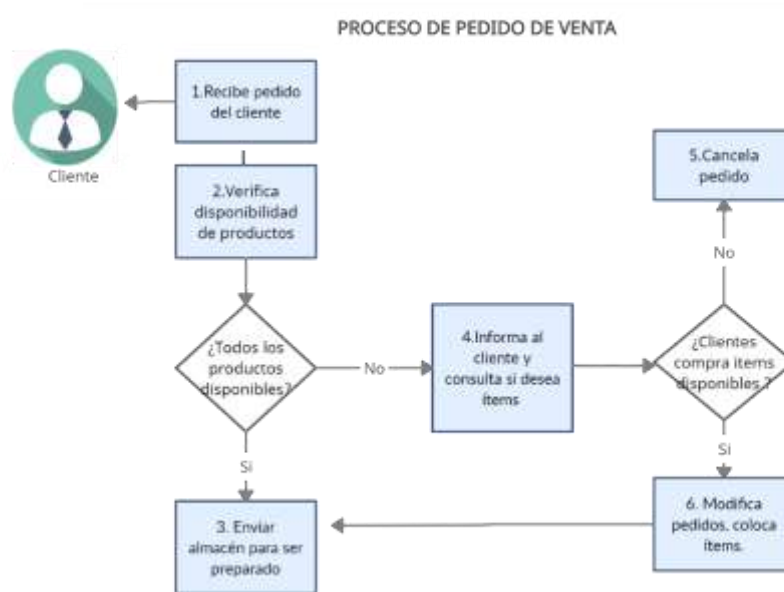 PROCESO DE PEDIDO DE VENTA
1.Recibe pedido
del cliente
Cliente
2.Verifica
disponibilidad
de productos
5.Cancela
pedido
No
¿Todos los
productos
disponibles?
No
4.Informa al
cliente y
consulta si desea
ítems
¿Clientes
compra items
disponibles.?
Si
Si
3. Enviar
almacén para ser
preparado
6. Modifica
pedidos, coloca
ítems.